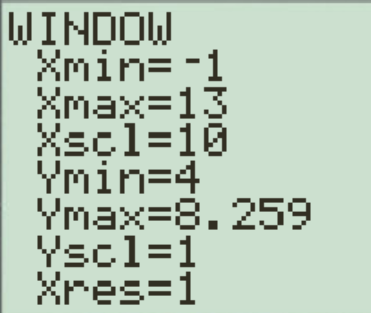 WINDOW
Xmin=-1
Xmax=13
Xscl=10
Ymin=4
Ymax=8.259
Yscl=1
Xres=1